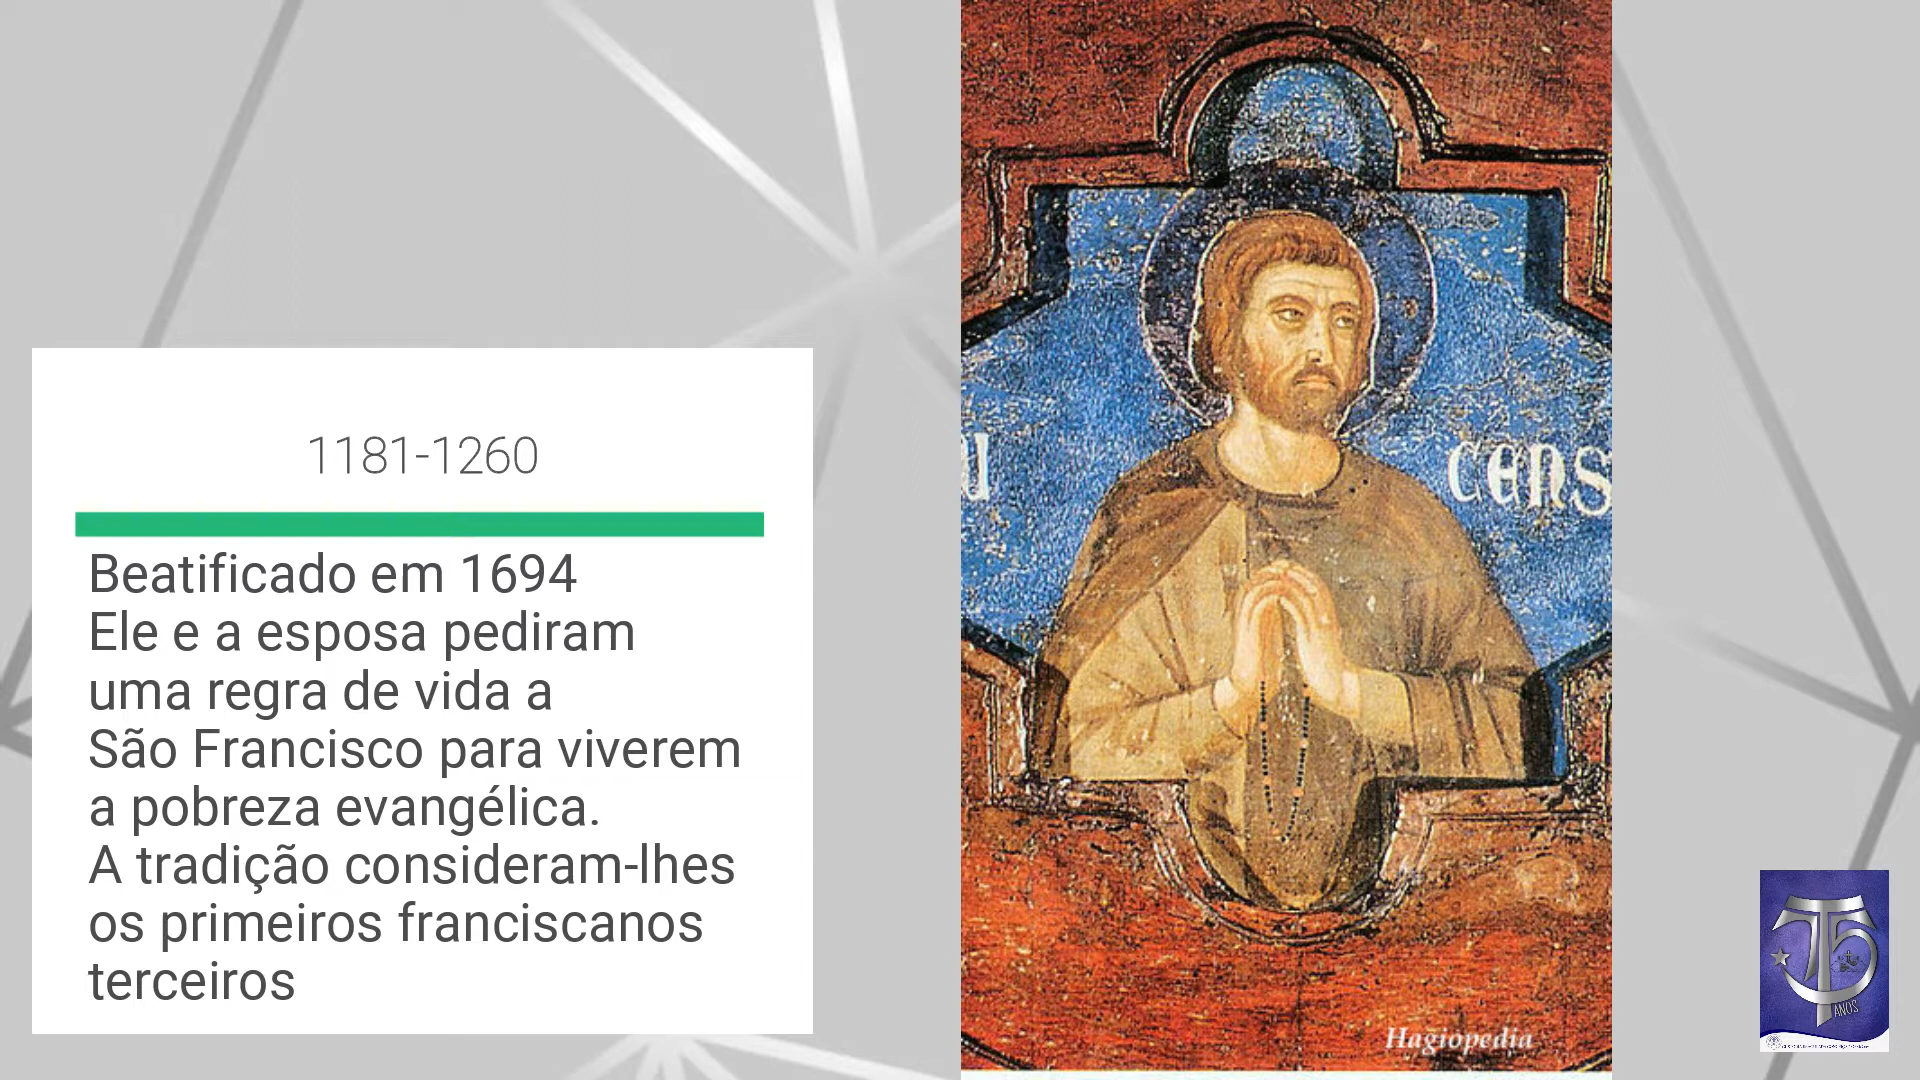 1181-1260
Beatificado em 1694
Ele e a esposa pediram
uma regra de vida a
São Francisco para viverem
a pobreza evangélica.
A tradição consideram-lhes
os primeiros franciscanos
terceiros
U CENS
Hagiopedia
ANOS